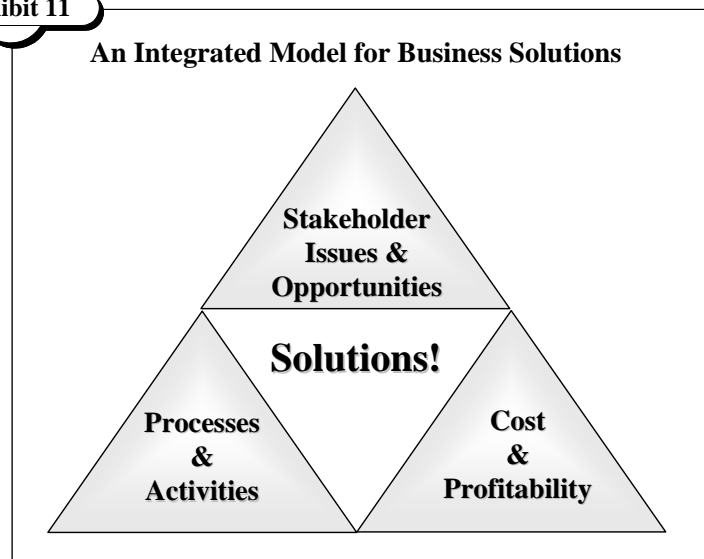 ibit 11
An Integrated Model for Business Solutions
Stakeholder
Issues &
Opportunities
Solutions!
Processes
&
Activities
Cost
&
Profitability